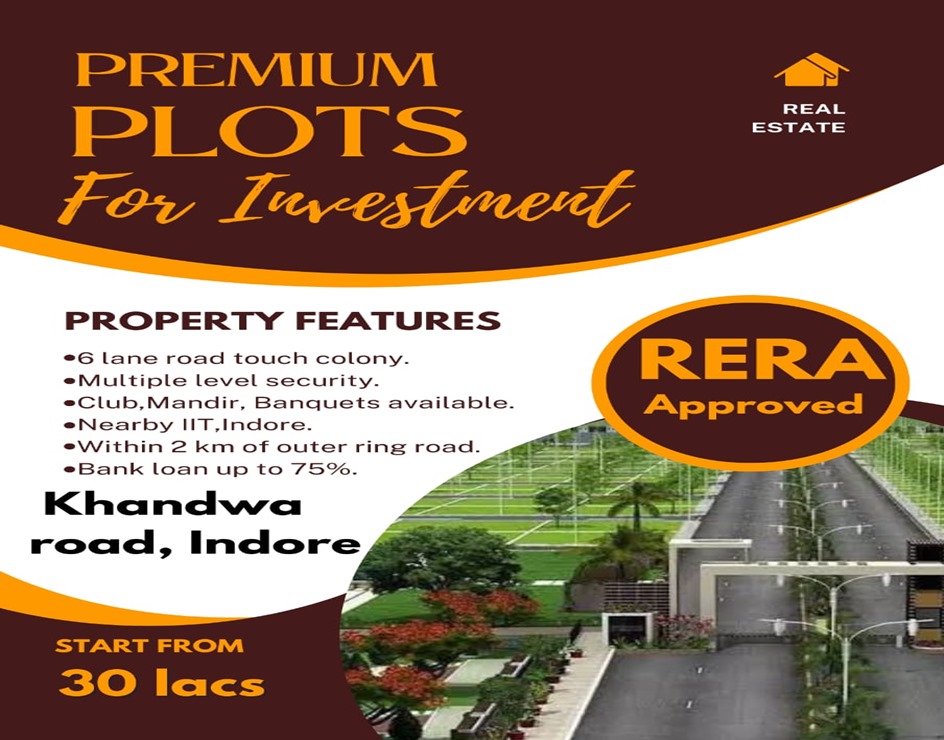 PREMIUM
PLOTS
For Investment
REAL
ESTATE
PROPERTY FEATURES
•6 lane road touch colony.
•Multiple level security.
•Club,Mandir, Banquets available.
•Nearby IIT,Indore.
•Within 2 km of outer ring road.
•Bank loan up to 75%.
RERA
Approved
Khandwa
road, Indore
START FROM
30 lacs